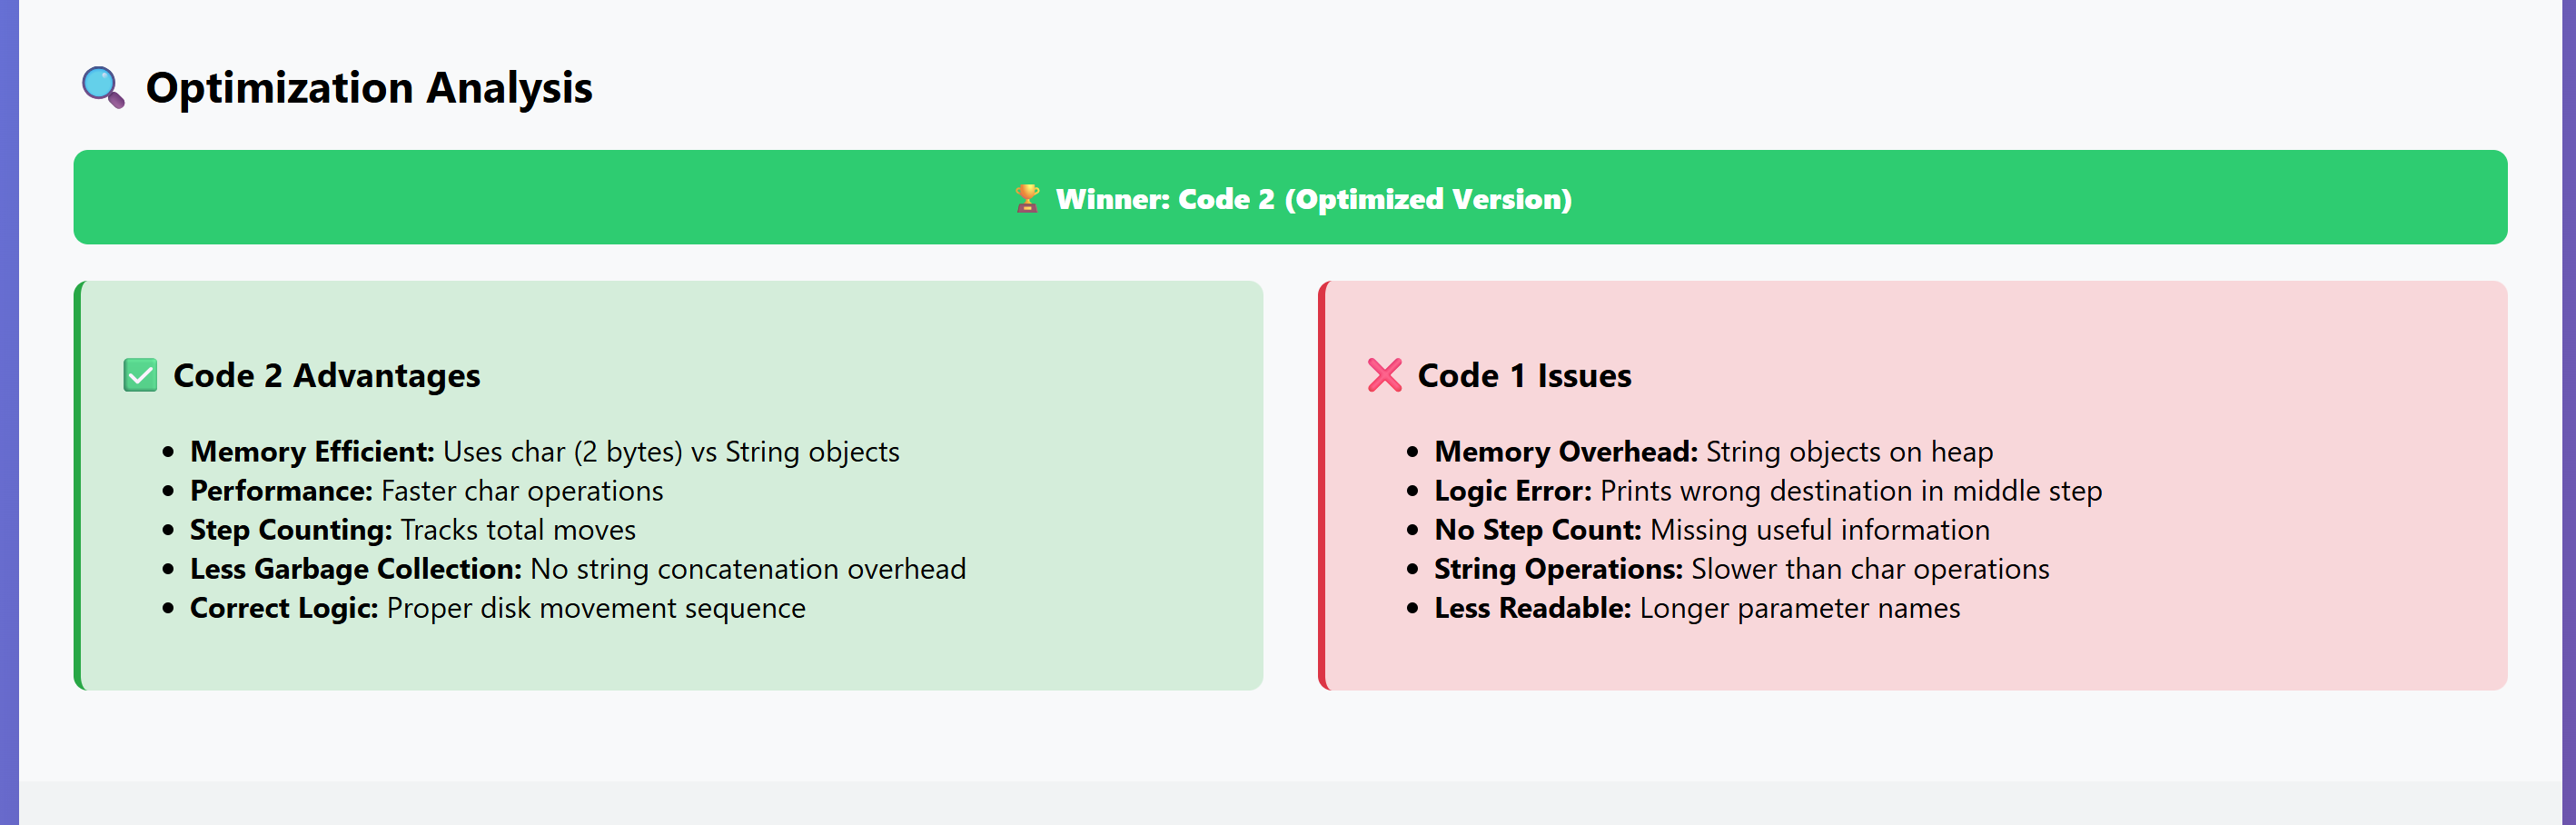 🔍 Optimization Analysis
🏆 Winner: Code 2 (Optimized Version)
✅ Code 2 Advantages
• Memory Efficient: Uses char (2 bytes) vs String objects
• Performance: Faster char operations
• Step Counting: Tracks total moves
• Less Garbage Collection: No string concatenation overhead
• Correct Logic: Proper disk movement sequence
❌ Code 1 Issues
• Memory Overhead: String objects on heap
• Logic Error: Prints wrong destination in middle step
• No Step Count: Missing useful information
• String Operations: Slower than char operations
• Less Readable: Longer parameter names